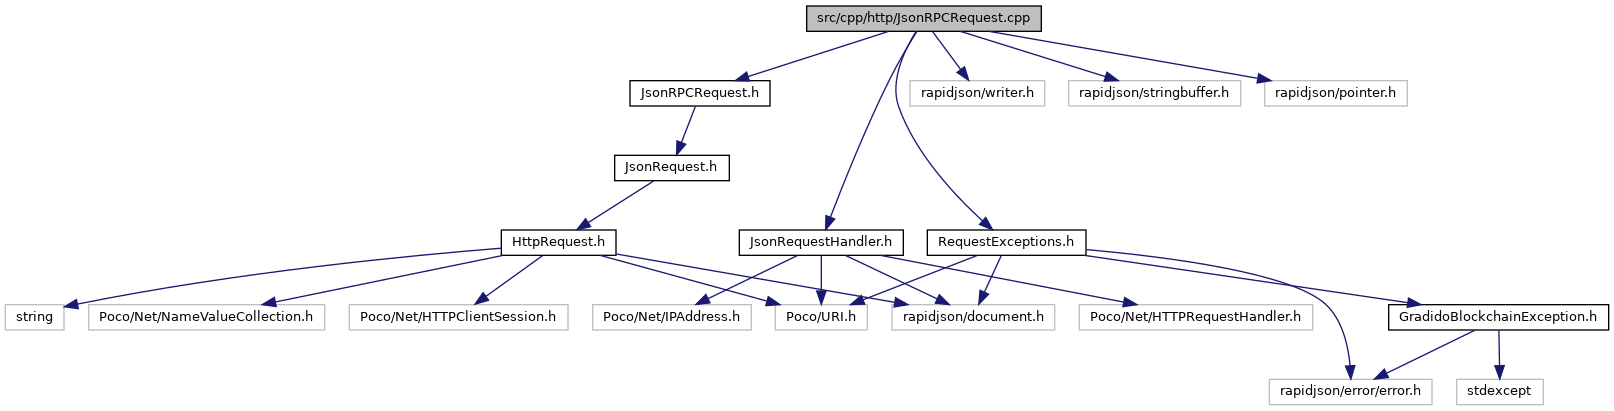 src/cpp/http/JsonRPCRequest.cpp
JsonRPCRequest.h
rapidjson/writer.h
rapidjson/stringbuffer.h
rapidjson/pointer.h
JsonRequest.h
HttpRequest.h
JsonRequestHandler.h
RequestExceptions.h
string
Poco/Net/NameValueCollection.h
Poco/Net/HTTPClientSession.h
Poco/Net/IPAddress.h
Poco/URI.h
rapidjson/document.h
Poco/Net/HTTPRequestHandler.h
GradidoBlockchainException.h
rapidjson/error/error.h
stdexcept